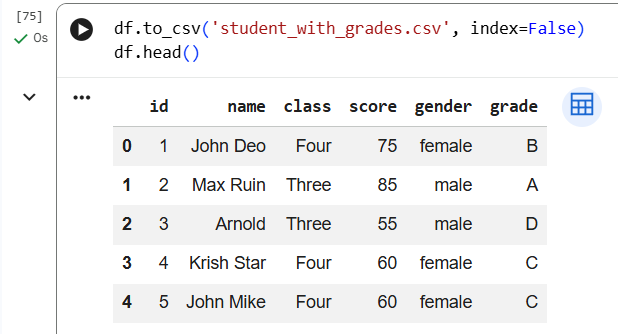 [75]
0s
df.to_csv('student_with_grades.csv', index=False)
df.head()
id name class score gender grade
0 1 John Deo Four 75 female B
1 2 Max Ruin Three 85 male A
2 3 Arnold Three 55 male D
3 4 Krish Star Four 60 female C
4 5 John Mike Four 60 female C